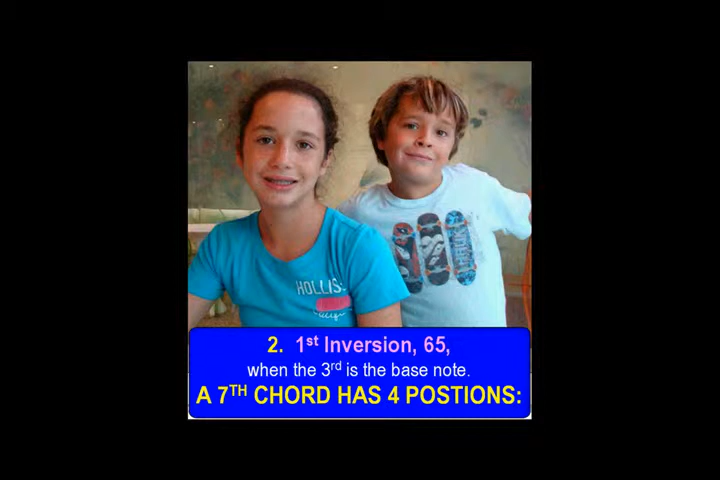 HOLLIS
2. 1st Inversion, 65,
when the 3rd is the base note.
A 7TH CHORD HAS 4 POSTIONS: